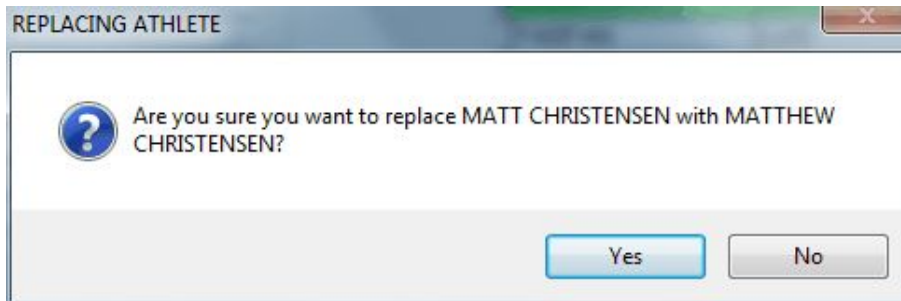 REPLACING ATHLETE
Are you sure you want to replace MATT CHRISTENSEN with MATTHEW
CHRISTENSEN?
Yes
No